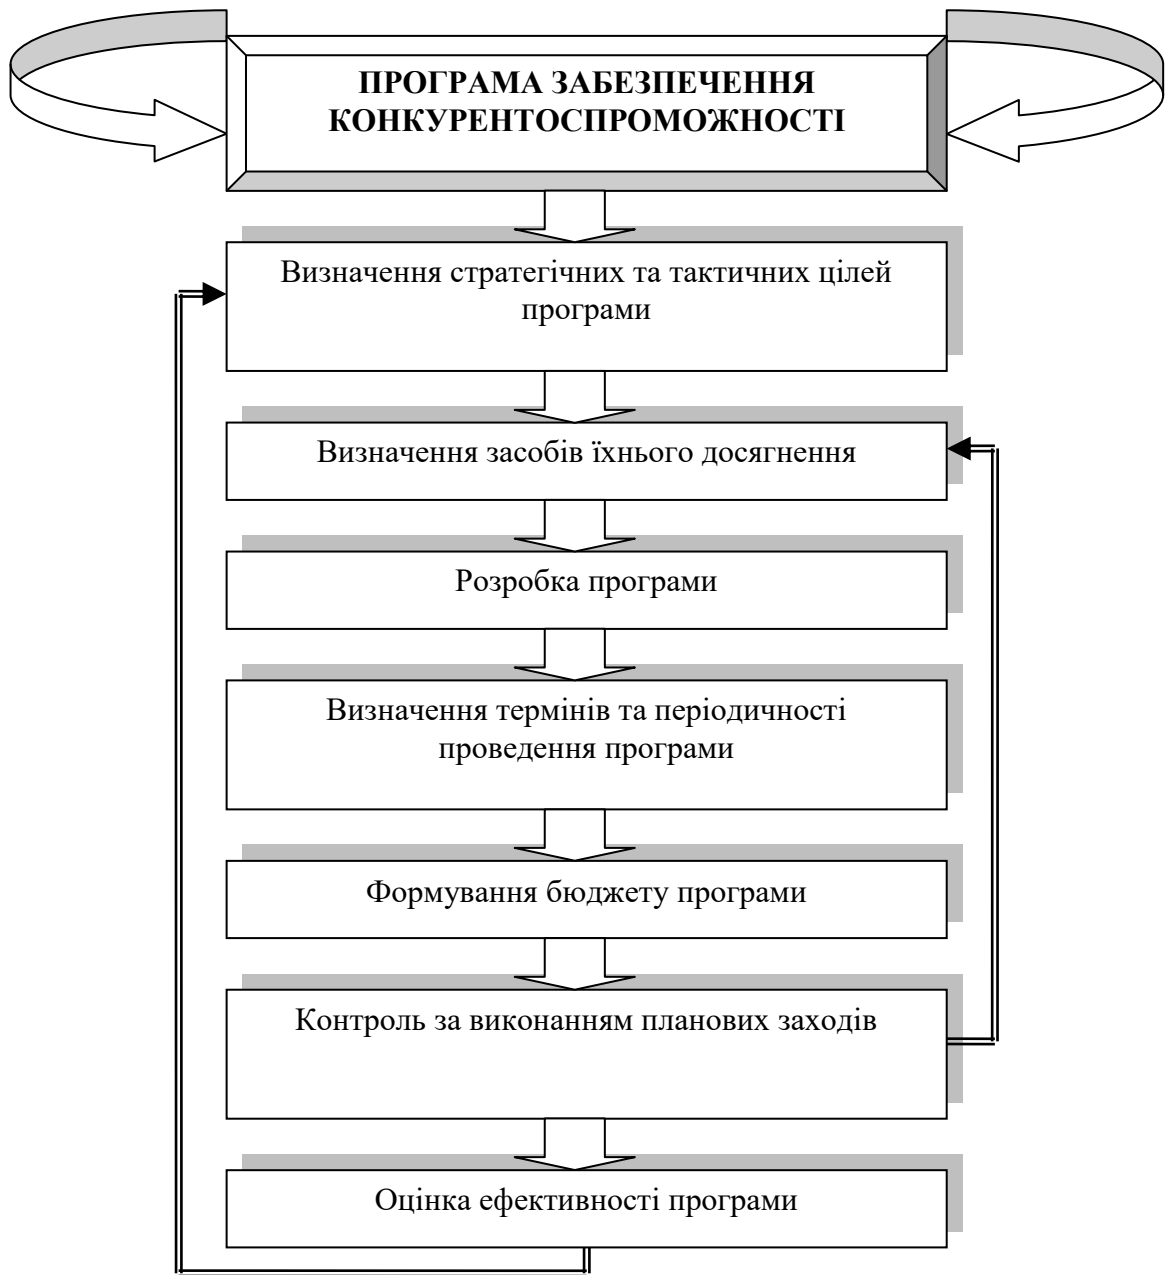 ПРОГРАМА ЗАБЕЗПЕЧЕННЯ
КОНКУРЕНТОСПРОМОЖНОСТІ
Визначення стратегічних та тактичних цілей
програми
Визначення засобів їхнього досягнення
Розробка програми
Визначення термінів та періодичності
проведення програми
Формування бюджету програми
Контроль за виконанням планових заходів
Оцінка ефективності програми